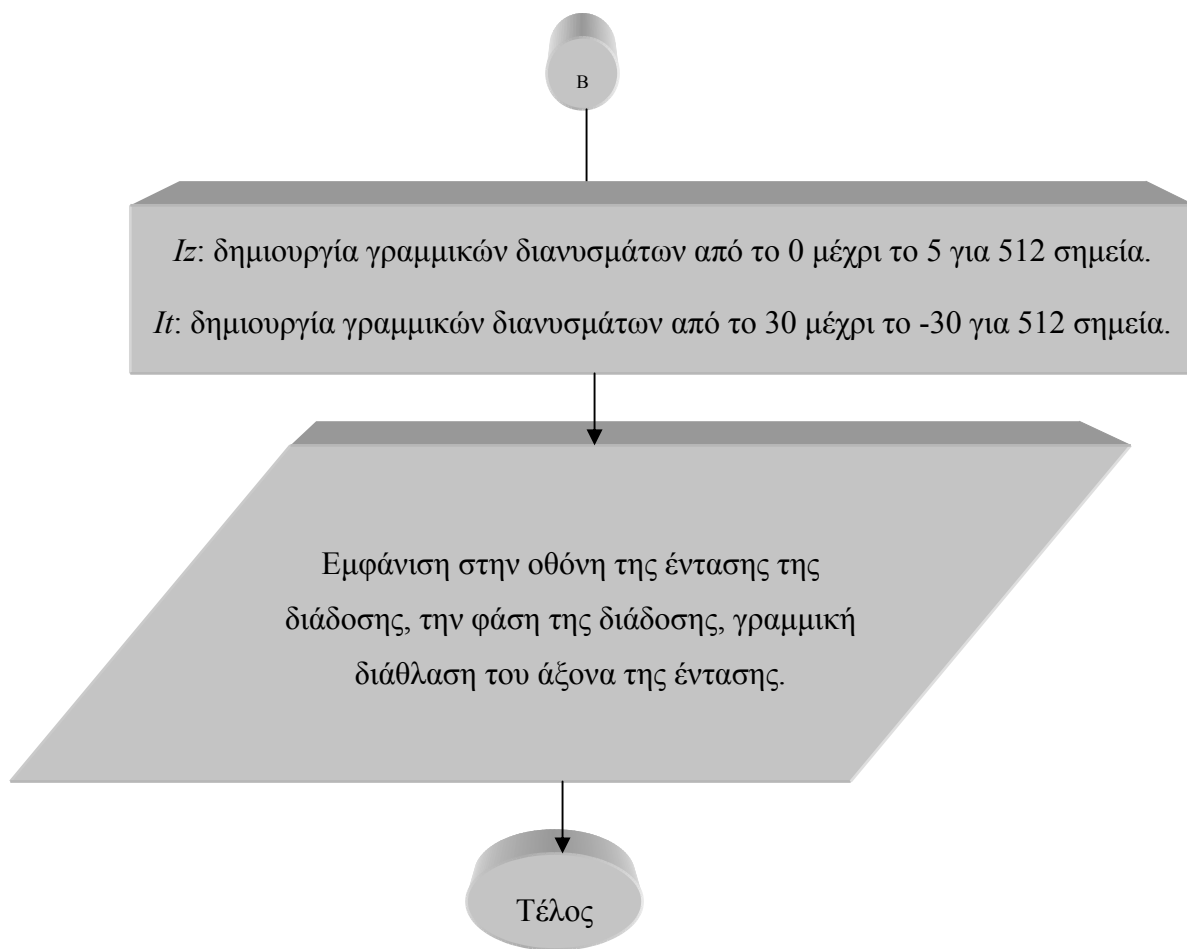 B
Iz: δημιουργία γραμμικών διανυσμάτων από το 0 μέχρι το 5 για 512 σημεία.
It: δημιουργία γραμμικών διανυσμάτων από το 30 μέχρι το -30 για 512 σημεία.
Εμφάνιση στην οθόνη της έντασης της
διάδοσης, την φάση της διάδοσης, γραμμική
διάθλαση του άξονα της έντασης.
Τέλος